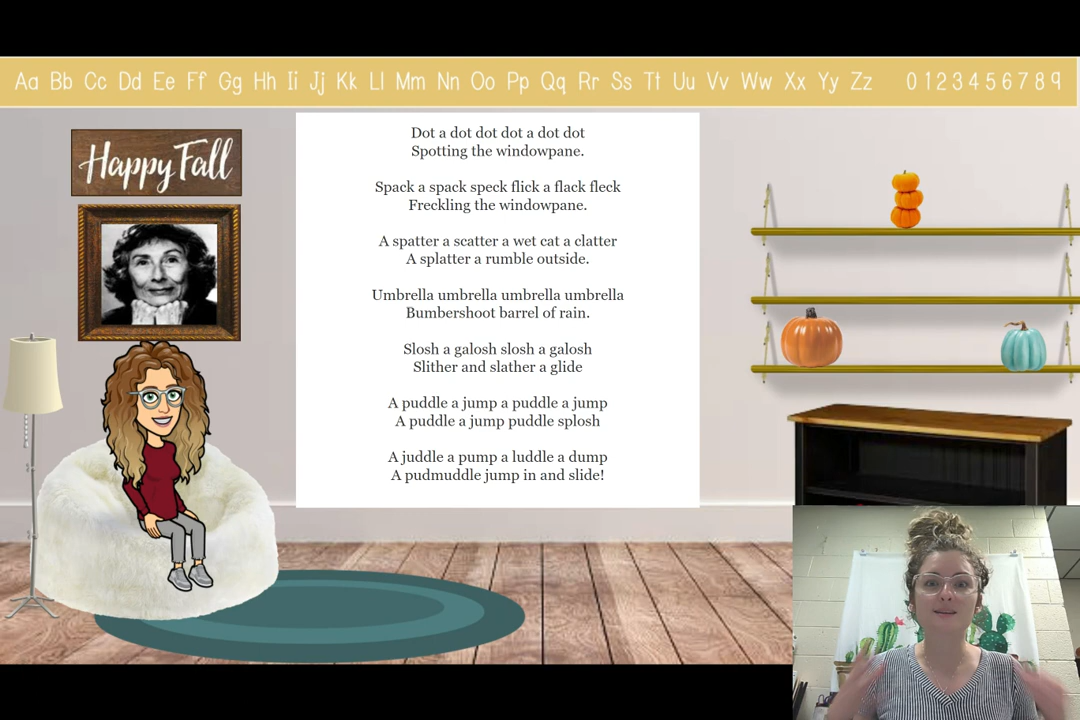 Aa Bb Cc Dd Ee Ff Gg Hh Ii Jj Kk Ll Mm Nn Oo Pp Qq Rr Ss Tt Uu Vv Ww Xx Yy Zz 0 1 2 3 4 5 6 7 8 9
Happy Fall
Dot a dot dot dot a dot dot
Spotting the windowpane.
Spack a spack speck flick a flack fleck
Freckling the windowpane.
A spatter a scatter a wet cat a clatter
A splatter a rumble outside.
Umbrella umbrella umbrella umbrella
Bumbershoot barrel of rain.
Slosh a galosh slosh a galosh
Slither and slather a glide
A puddle a jump a puddle a jump
A puddle a jump puddle splosh
A juddle a pump a luddle a dump
A pudmuddle jump in and slide!